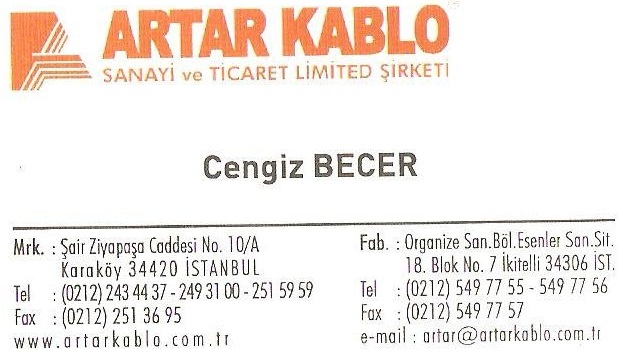 ARTAR KABLO
SANAYİ ve TİCARET LİMİTED ŞİRKETİ
Cengiz BECER
Mrk. : Şair Ziyapaşa Caddesi No. 10/A
Karaköy 34420 İSTANBUL
Tel : (0212) 243 44 37 - 249 31 00 - 251 59 59
Fax : (0212) 251 36 95
www.artarkablo.com.tr
Fab. : Organize San.Böl.Esenler San.Sit.
18. Blok No. 7 İkitelli 34306 İST.
Tel : (0212) 549 77 55 - 549 77 56
Fax : (0212) 549 77 57
e-mail : artar@artarkablo.com.tr